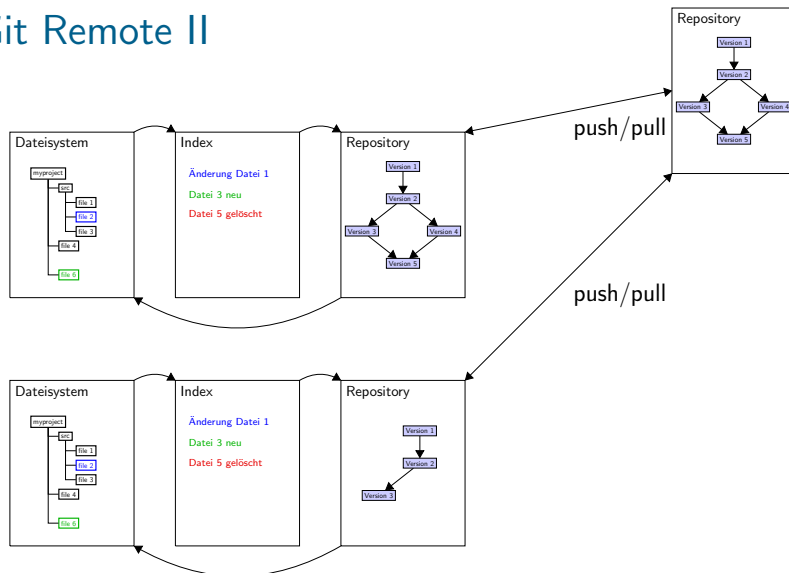 it Remote II
Repository
Version 1
Version 2
Version 3
Version 4
Version 5
push/pull
Dateisystem
myproject
src
file 1
file 2
file 3
file 4
file 6
Index
Änderung Datei 1
Datei 3 neu
Datei 5 gelöscht
Repository
Version 1
Version 2
Version 3
Version 4
Version 5
push/pull
Dateisystem
myproject
src
file 1
file 2
file 3
file 4
file 6
Index
Änderung Datei 1
Datei 3 neu
Datei 5 gelöscht
Repository
Version 1
Version 2
Version 3